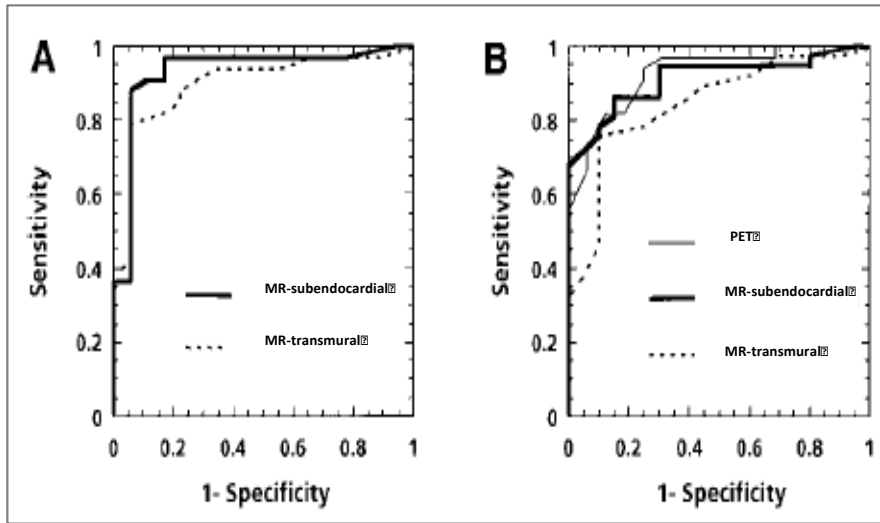 A
Sensitivity
1
0.8
0.6
0.4
0.2
0
MR-subendocardial
MR-transmural
0 0.2 0.4 0.6 0.8 1
1- Specificity
B
Sensitivity
1
0.8
0.6
0.4
0.2
0
PET
MR-subendocardial
MR-transmural
0 0.2 0.4 0.6 0.8 1
1- Specificity